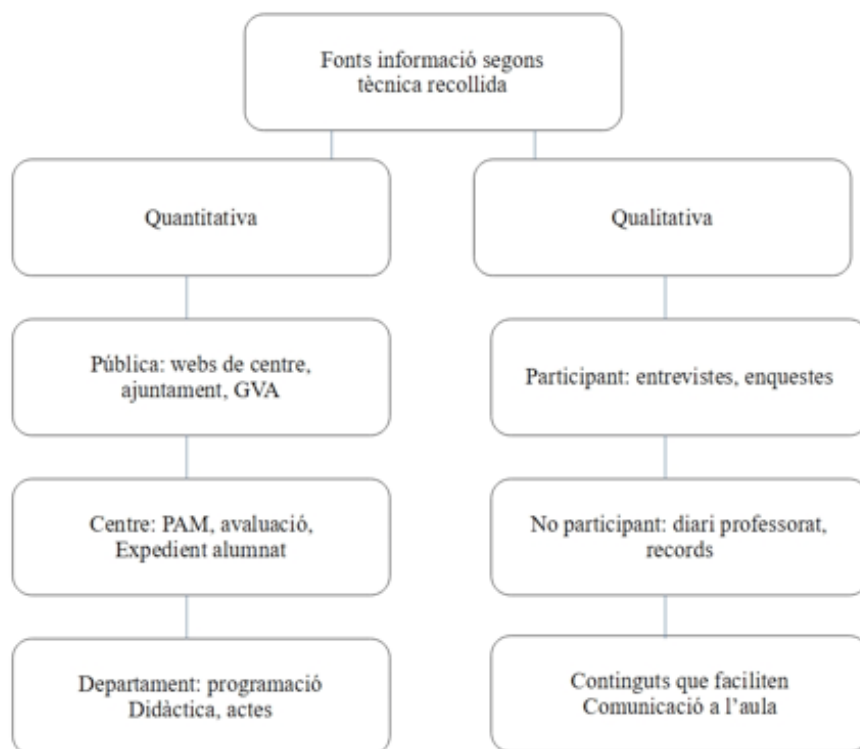 Fonts informació segons
tècnica recollida
Quantitativa
Qualitativa
Pública: webs de centre,
ajuntament, GVA
Participant: entrevistes, enquestes
Centre: PAM, avaluació,
Expedient alumnat
No participant: diari professorat,
records
Departament: programació
Didàctica, actes
Continguts que faciliten
Comunicació a l'aula